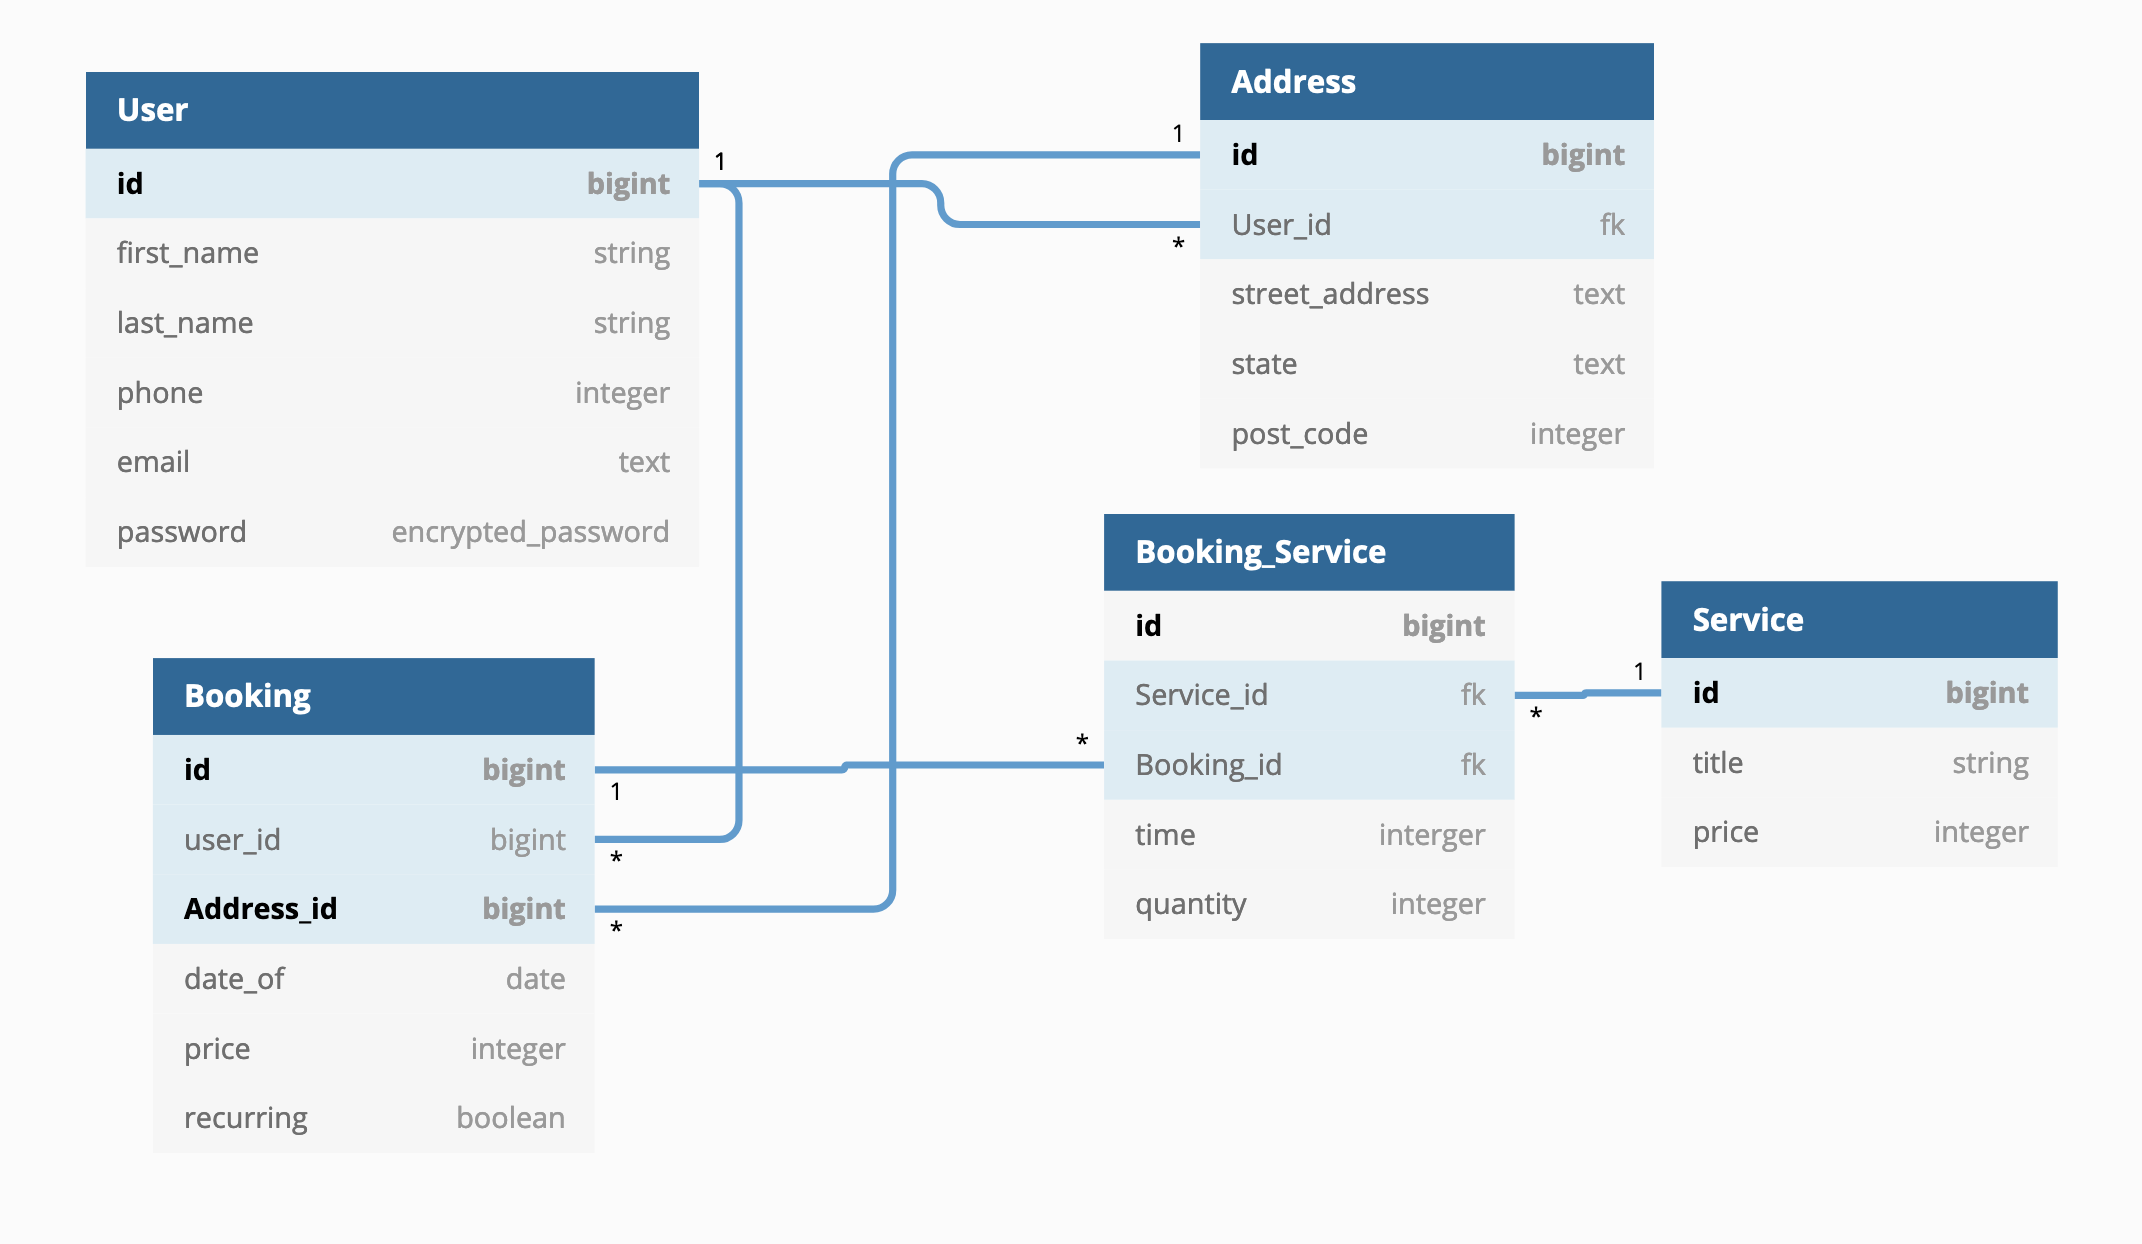 User
id bigint
first_name string
last_name string
phone integer
email text
password encrypted_password
1
Address
1
id bigint
User_id fk
*
street_address text
state text
post_code integer
Booking
id bigint
1
user_id bigint
*
Address_id bigint
*
date_of date
price integer
recurring boolean
Booking_Service
id bigint
Service_id fk
*
*
Booking_id fk
time interger
quantity integer
Service
1
id bigint
title string
price integer